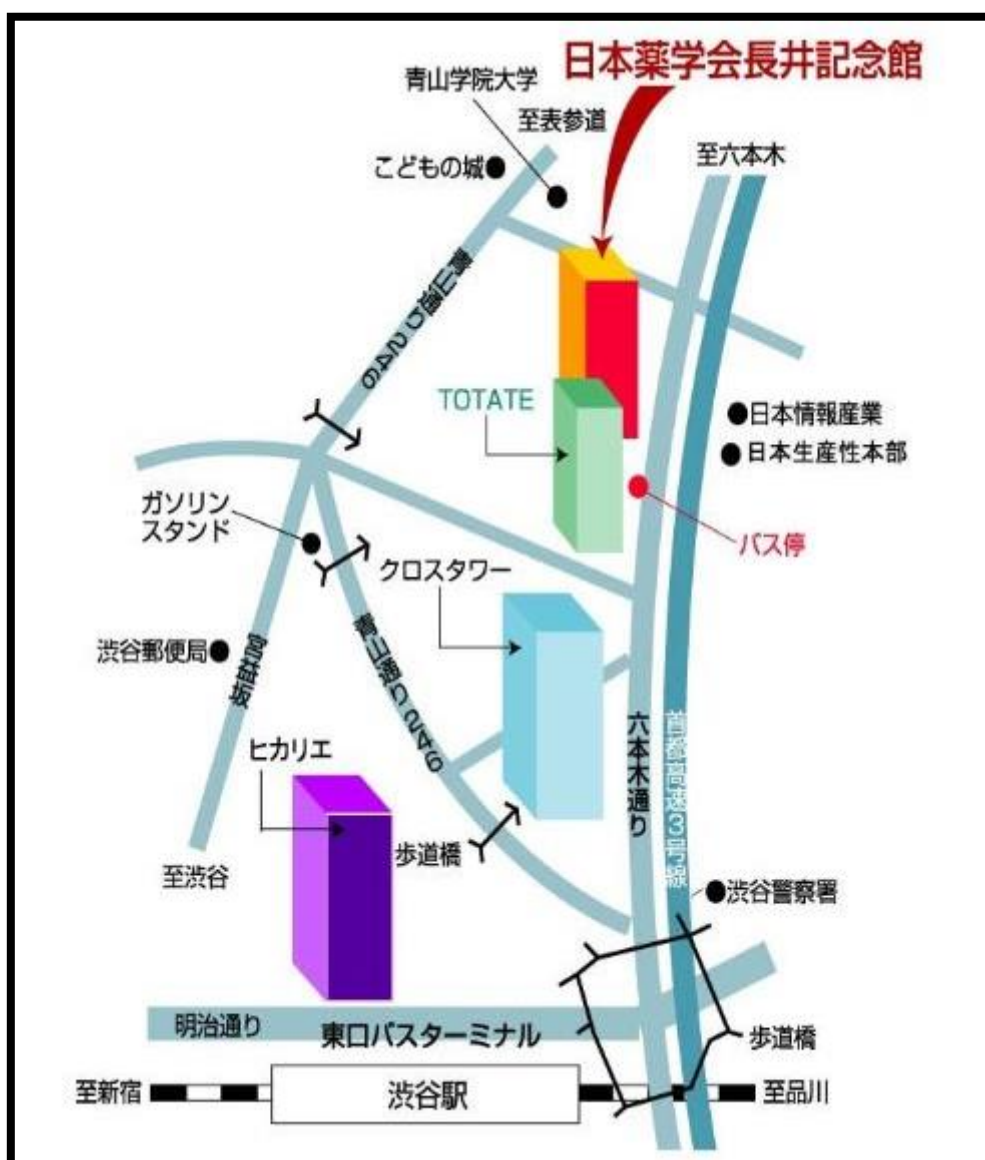 日本薬学会長井記念館
青山学院大学
至表参道
こどもの城
至六本木
青山通り246
TOTATE
日本情報産業
日本生産性本部
バス停
ガソリン
スタンド
クロスタワー
渋谷郵便局
宮益坂
青山通り246
六本木通り
首都高速3号線
ヒカリエ
歩道橋
至渋谷
渋谷警察署
明治通り
東口バスターミナル
歩道橋
至新宿
渋谷駅
至品川